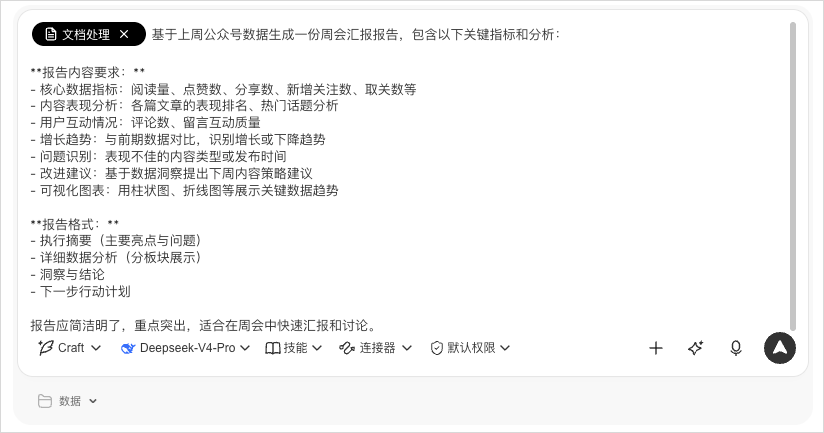 文档处理 × 基于上周公众号数据生成一份周会汇报报告，包含以下关键指标和分析：
**报告内容要求：**
- 核心数据指标：阅读量、点赞数、分享数、新增关注数、取关数等
- 内容表现分析：各篇文章的表现排名、热门话题分析
- 用户互动情况：评论数、留言互动质量
- 增长趋势：与前期数据对比，识别增长或下降趋势
- 问题识别：表现不佳的内容类型或发布时间
- 改进建议：基于数据洞察提出下周内容策略建议
- 可视化图表：用柱状图、折线图等展示关键数据趋势
**报告格式：**
- 执行摘要（主要亮点与问题）
- 详细数据分析（分板块展示）
- 洞察与结论
- 下一步行动计划
报告应简洁明了，重点突出，适合在周会中快速汇报和讨论。
Craft Deepseek-V4-Pro 技能 连接器 默认权限
数据